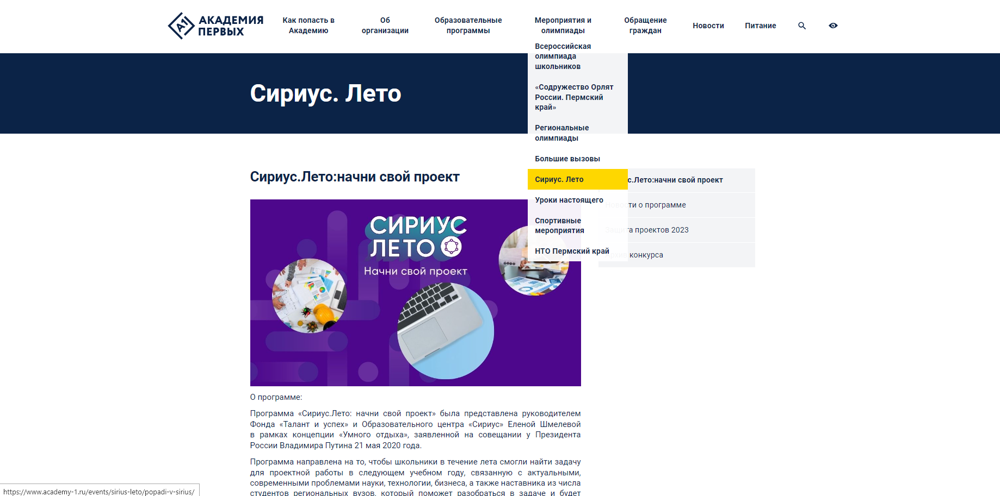 АКАДЕМИЯ
ПЕРВЫХ
Как попасть в
Академию
Об
организации
Образовательные
программы
Мероприятия и
олимпиады
Обращение
граждан
Новости
Питание
Всероссийская
олимпиада
школьников
«Содружество Орлят
России. Пермский
край»
Региональные
олимпиады
Большие вызовы
Сириус. Лето
Уроки настоящего
Спортивные
мероприятия
НТО Пермский край
Сириус. Лето
Сириус.Лето:начни свой проект
с.Лето:начни свой проект
Новости о программе
Защита проектов 2023
Архив конкурса
СИРИУС
ЛЕТО
Начни свой проект
О программе:
Программа «Сириус.Лето: начни свой проект» была представлена руководителем
Фонда «Талант и успех» и Образовательного центра «Сириус» Еленой Шмелевой
в рамках концепции «Умного отдыха», заявленной на совещании у Президента
России Владимира Путина 21 мая 2020 года.
Программа направлена на то, чтобы школьники в течение лета смогли найти задачу
для проектной работы в следующем учебном году, связанную с актуальными,
современными проблемами науки, технологии, бизнеса, а также наставника из числа
студентов региональных вузов, который поможет разобраться в задаче и будет
https://www.academy-1.ru/events/sirius-leto/popadi-v-sirius/